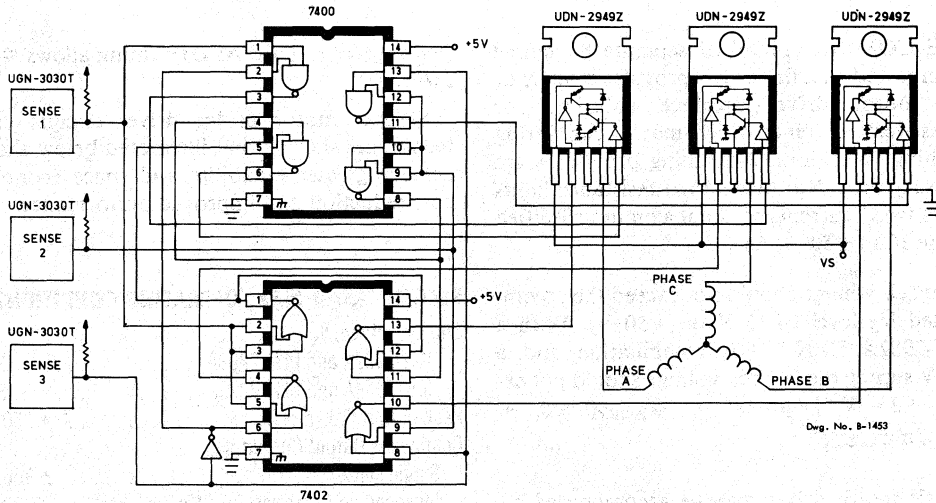 7400
UDN-2949Z
UDN-2949Z
UDN-2949Z
1
2
3
4
5
6
7
14
13
12
11
10
9
8
+5V
UGN-3030T
SENSE
1
UGN-3030T
SENSE
2
UGN-3030T
SENSE
3
VS
1
2
3
4
5
6
7
14
13
12
11
10
9
8
+5V
7402
PHASE
C
PHASE
A
PHASE B
Dwg. No. B-1453